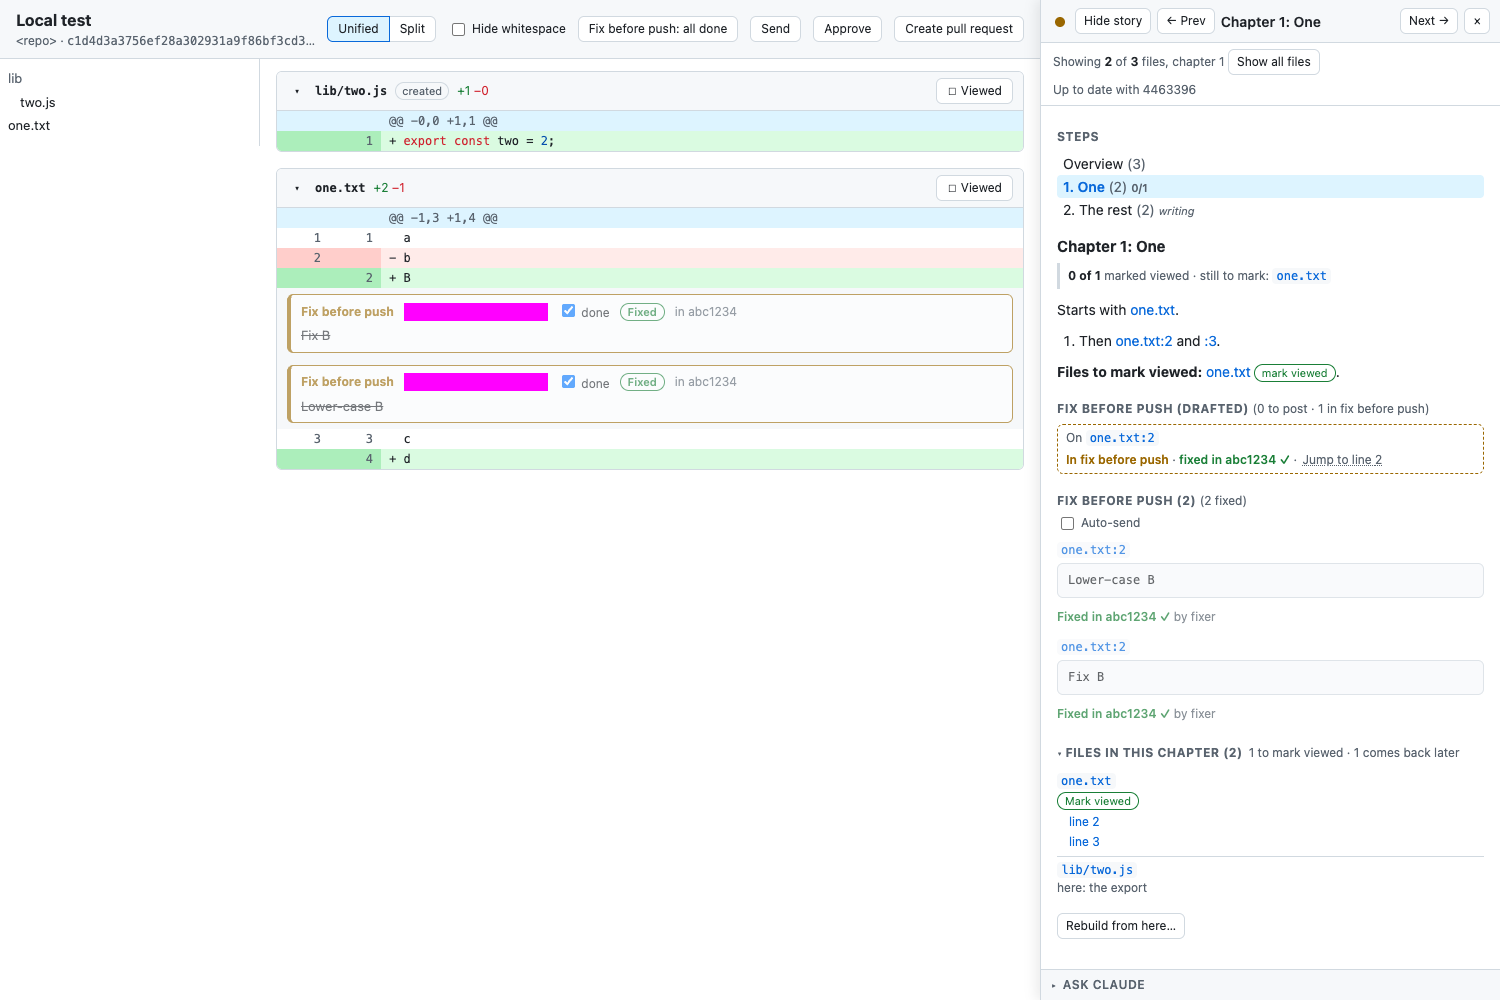 Local test
<repo> · c1d4d3a3756ef28a302931a9f86bf3cd3...
Unified Split
Hide whitespace
Fix before push: all done
Send
Approve
Create pull request
lib
two.js
one.txt
▾ lib/two.js created +1 −0
□ Viewed
@@ −0,0 +1,1 @@
1 + export const two = 2;
▾ one.txt +2 −1
□ Viewed
@@ −1,3 +1,4 @@
1 1 a
2 − b
2 + B
Fix before push done Fixed in abc1234
Fix B
Fix before push done Fixed in abc1234
Lower-case B
3 3 c
4 + d
Hide story ← Prev Chapter 1: One Next → ×
Showing 2 of 3 files, chapter 1 Show all files
Up to date with 4463396
STEPS
Overview (3)
1. One (2) 0/1
2. The rest (2) writing
Chapter 1: One
0 of 1 marked viewed · still to mark: one.txt
Starts with one.txt.
1. Then one.txt:2 and :3.
Files to mark viewed: one.txt mark viewed.
FIX BEFORE PUSH (DRAFTED) (0 to post · 1 in fix before push)
On one.txt:2
In fix before push · fixed in abc1234 ✓ · Jump to line 2
FIX BEFORE PUSH (2) (2 fixed)
Auto-send
one.txt:2
Lower-case B
Fixed in abc1234 ✓ by fixer
one.txt:2
Fix B
Fixed in abc1234 ✓ by fixer
▾ FILES IN THIS CHAPTER (2) 1 to mark viewed · 1 comes back later
one.txt
Mark viewed
line 2
line 3
lib/two.js
here: the export
Rebuild from here...
▸ ASK CLAUDE